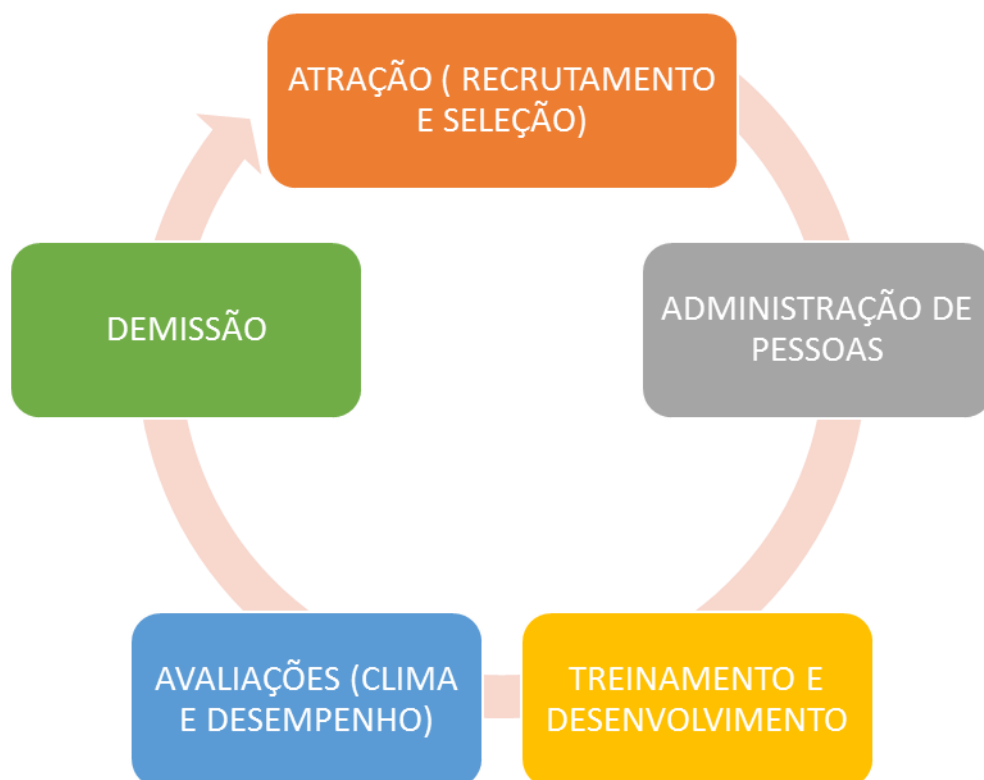 ATRAÇÃO ( RECRUTAMENTO
E SELEÇÃO)
ADMINISTRAÇÃO DE
PESSOAS
TREINAMENTO E
DESENVOLVIMENTO
AVALIAÇÕES (CLIMA
E DESEMPENHO)
DEMISSÃO